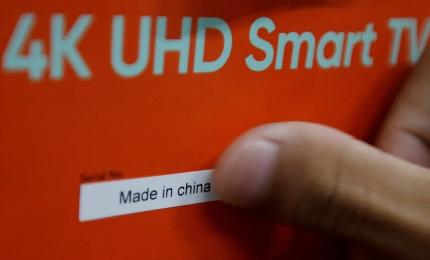 4K UHD Smart TV
Serial No.
Made in china